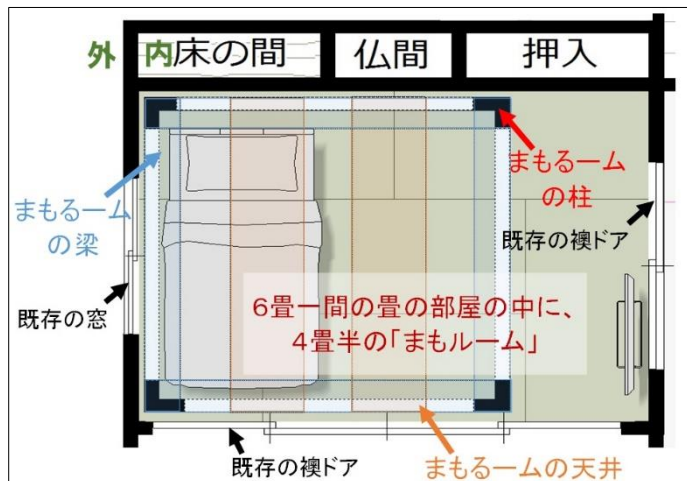 外 内 床の間 仏間 押入
まもるーム
の柱
まもるーム
の梁
既存の襖ドア
既存の窓
6畳一間の畳の部屋の中に、
4畳半の「まもルーム」
既存の襖ドア
まもるームの天井